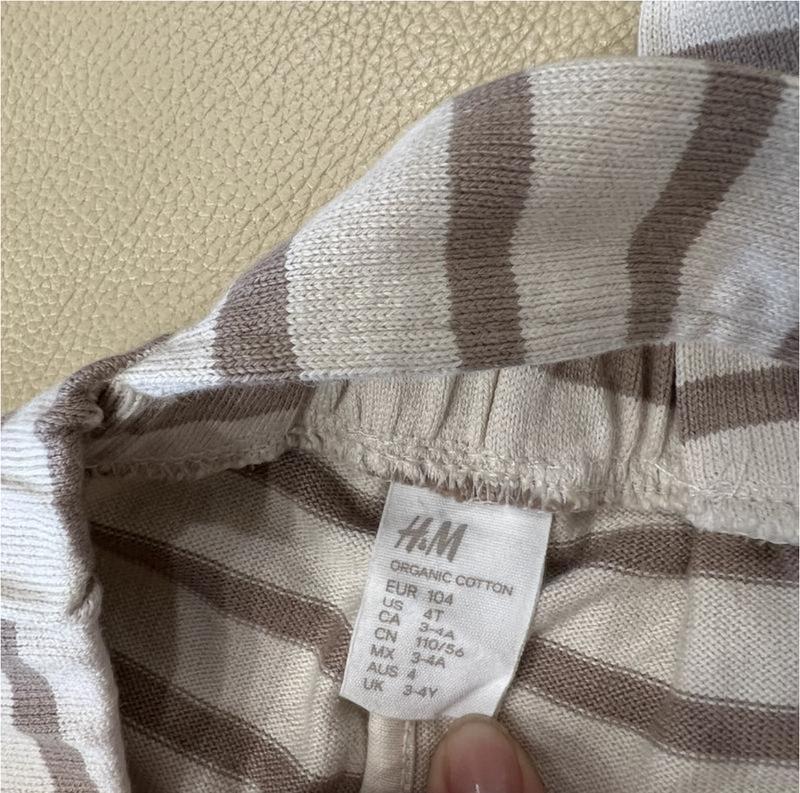 H&M
ORGANIC COTTON
EUR 104
US 4T
CA 3-4A
CN 110/56
MX 3-4A
AUS 4
UK 3-4Y